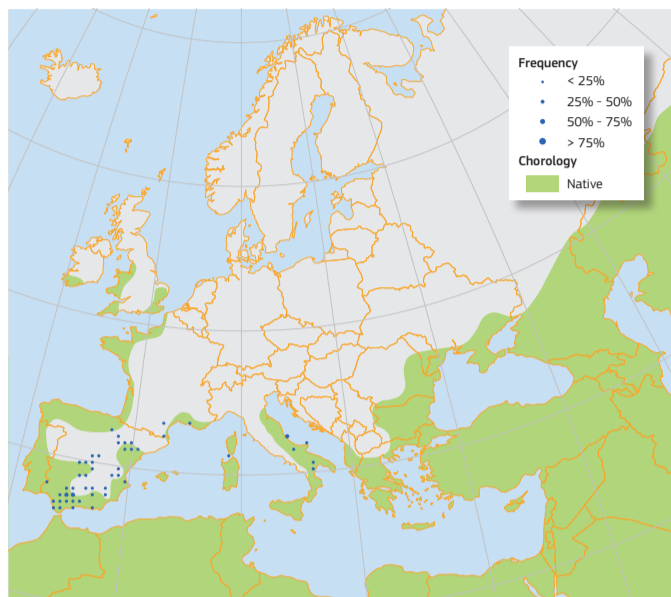 Frequency
< 25%
25% - 50%
50% - 75%
> 75%
Chorology
Native